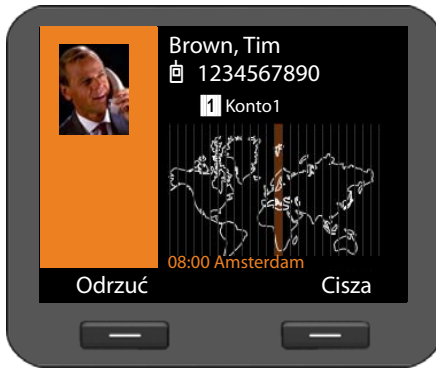 Brown, Tim
1234567890
1 Konto1
08:00 Amsterdam
Odrzuć Cisza